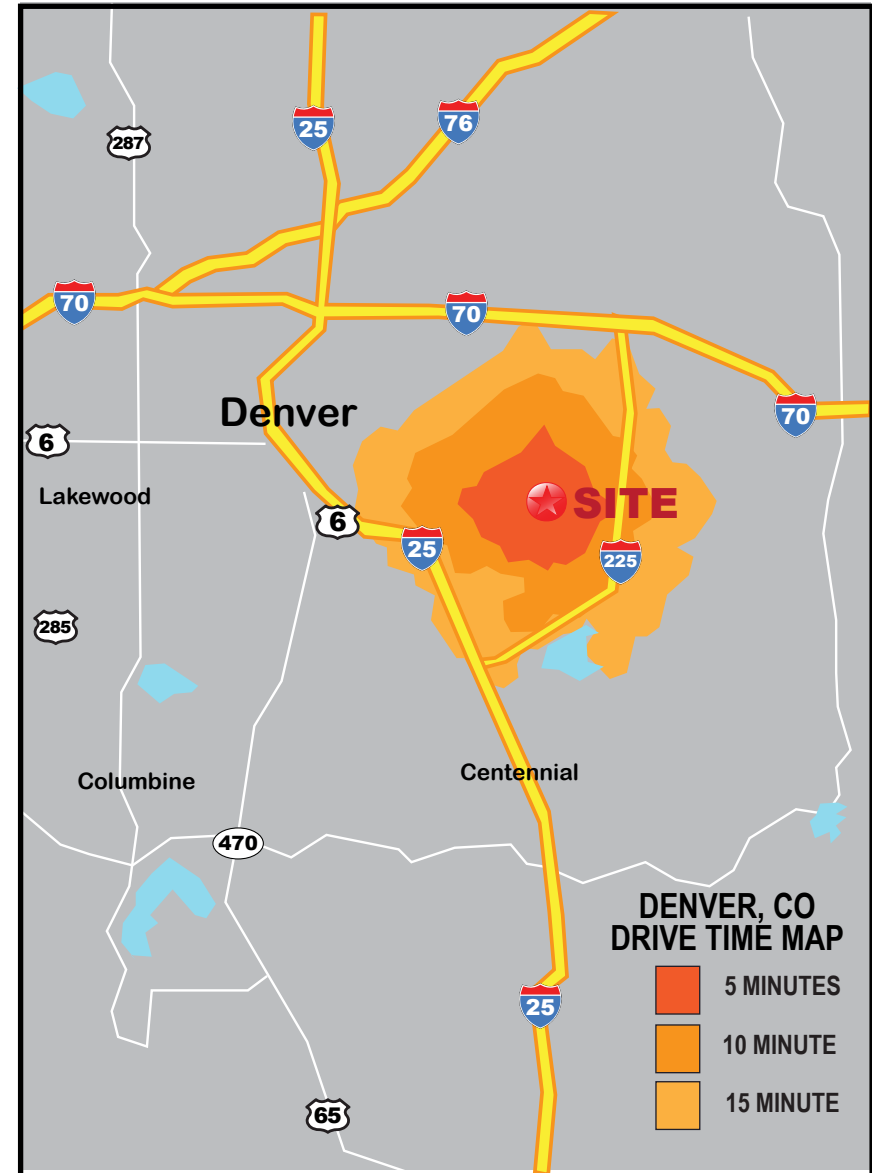 25
76
287
70
70
70
Denver
6
Lakewood
SITE
6
25
225
285
Centennial
Columbine
470
DENVER, CO
DRIVE TIME MAP
5 MINUTES
25
10 MINUTE
15 MINUTE
65